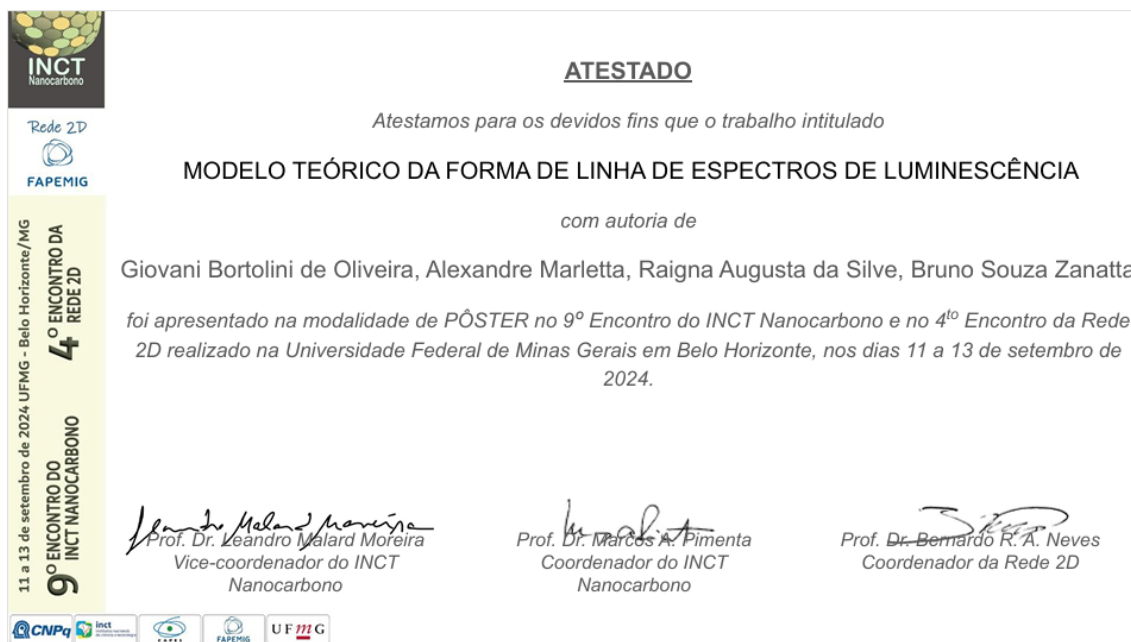 INCT
Nanocarbono
Rede 2D
FAPEMIG
11 a 13 de setembro de 2024 UFMG - Belo Horizonte/MG
9º ENCONTRO DO
INCT NANOCARBONO
4º ENCONTRO DA
REDE 2D
ATESTADO
Atestamos para os devidos fins que o trabalho intitulado
MODELO TEÓRICO DA FORMA DE LINHA DE ESPECTROS DE LUMINESCÊNCIA
com autoria de
Giovani Bortolini de Oliveira, Alexandre Marletta, Raigna Augusta da Silve, Bruno Souza Zanatta
foi apresentado na modalidade de PÔSTER no 9º Encontro do INCT Nanocarbono e no 4to Encontro da Rede
2D realizado na Universidade Federal de Minas Gerais em Belo Horizonte, nos dias 11 a 13 de setembro de
2024.
Leandro Malard Moreira
Prof. Dr. Leandro Malard Moreira
Vice-coordenador do INCT
Nanocarbono
Prof. Dr. Marcos A. Pimenta
Coordenador do INCT
Nanocarbono
Prof. Dr. Bernardo R. A. Neves
Coordenador da Rede 2D
CNPq
inct
CAPES
FAPEMIG
UFMG